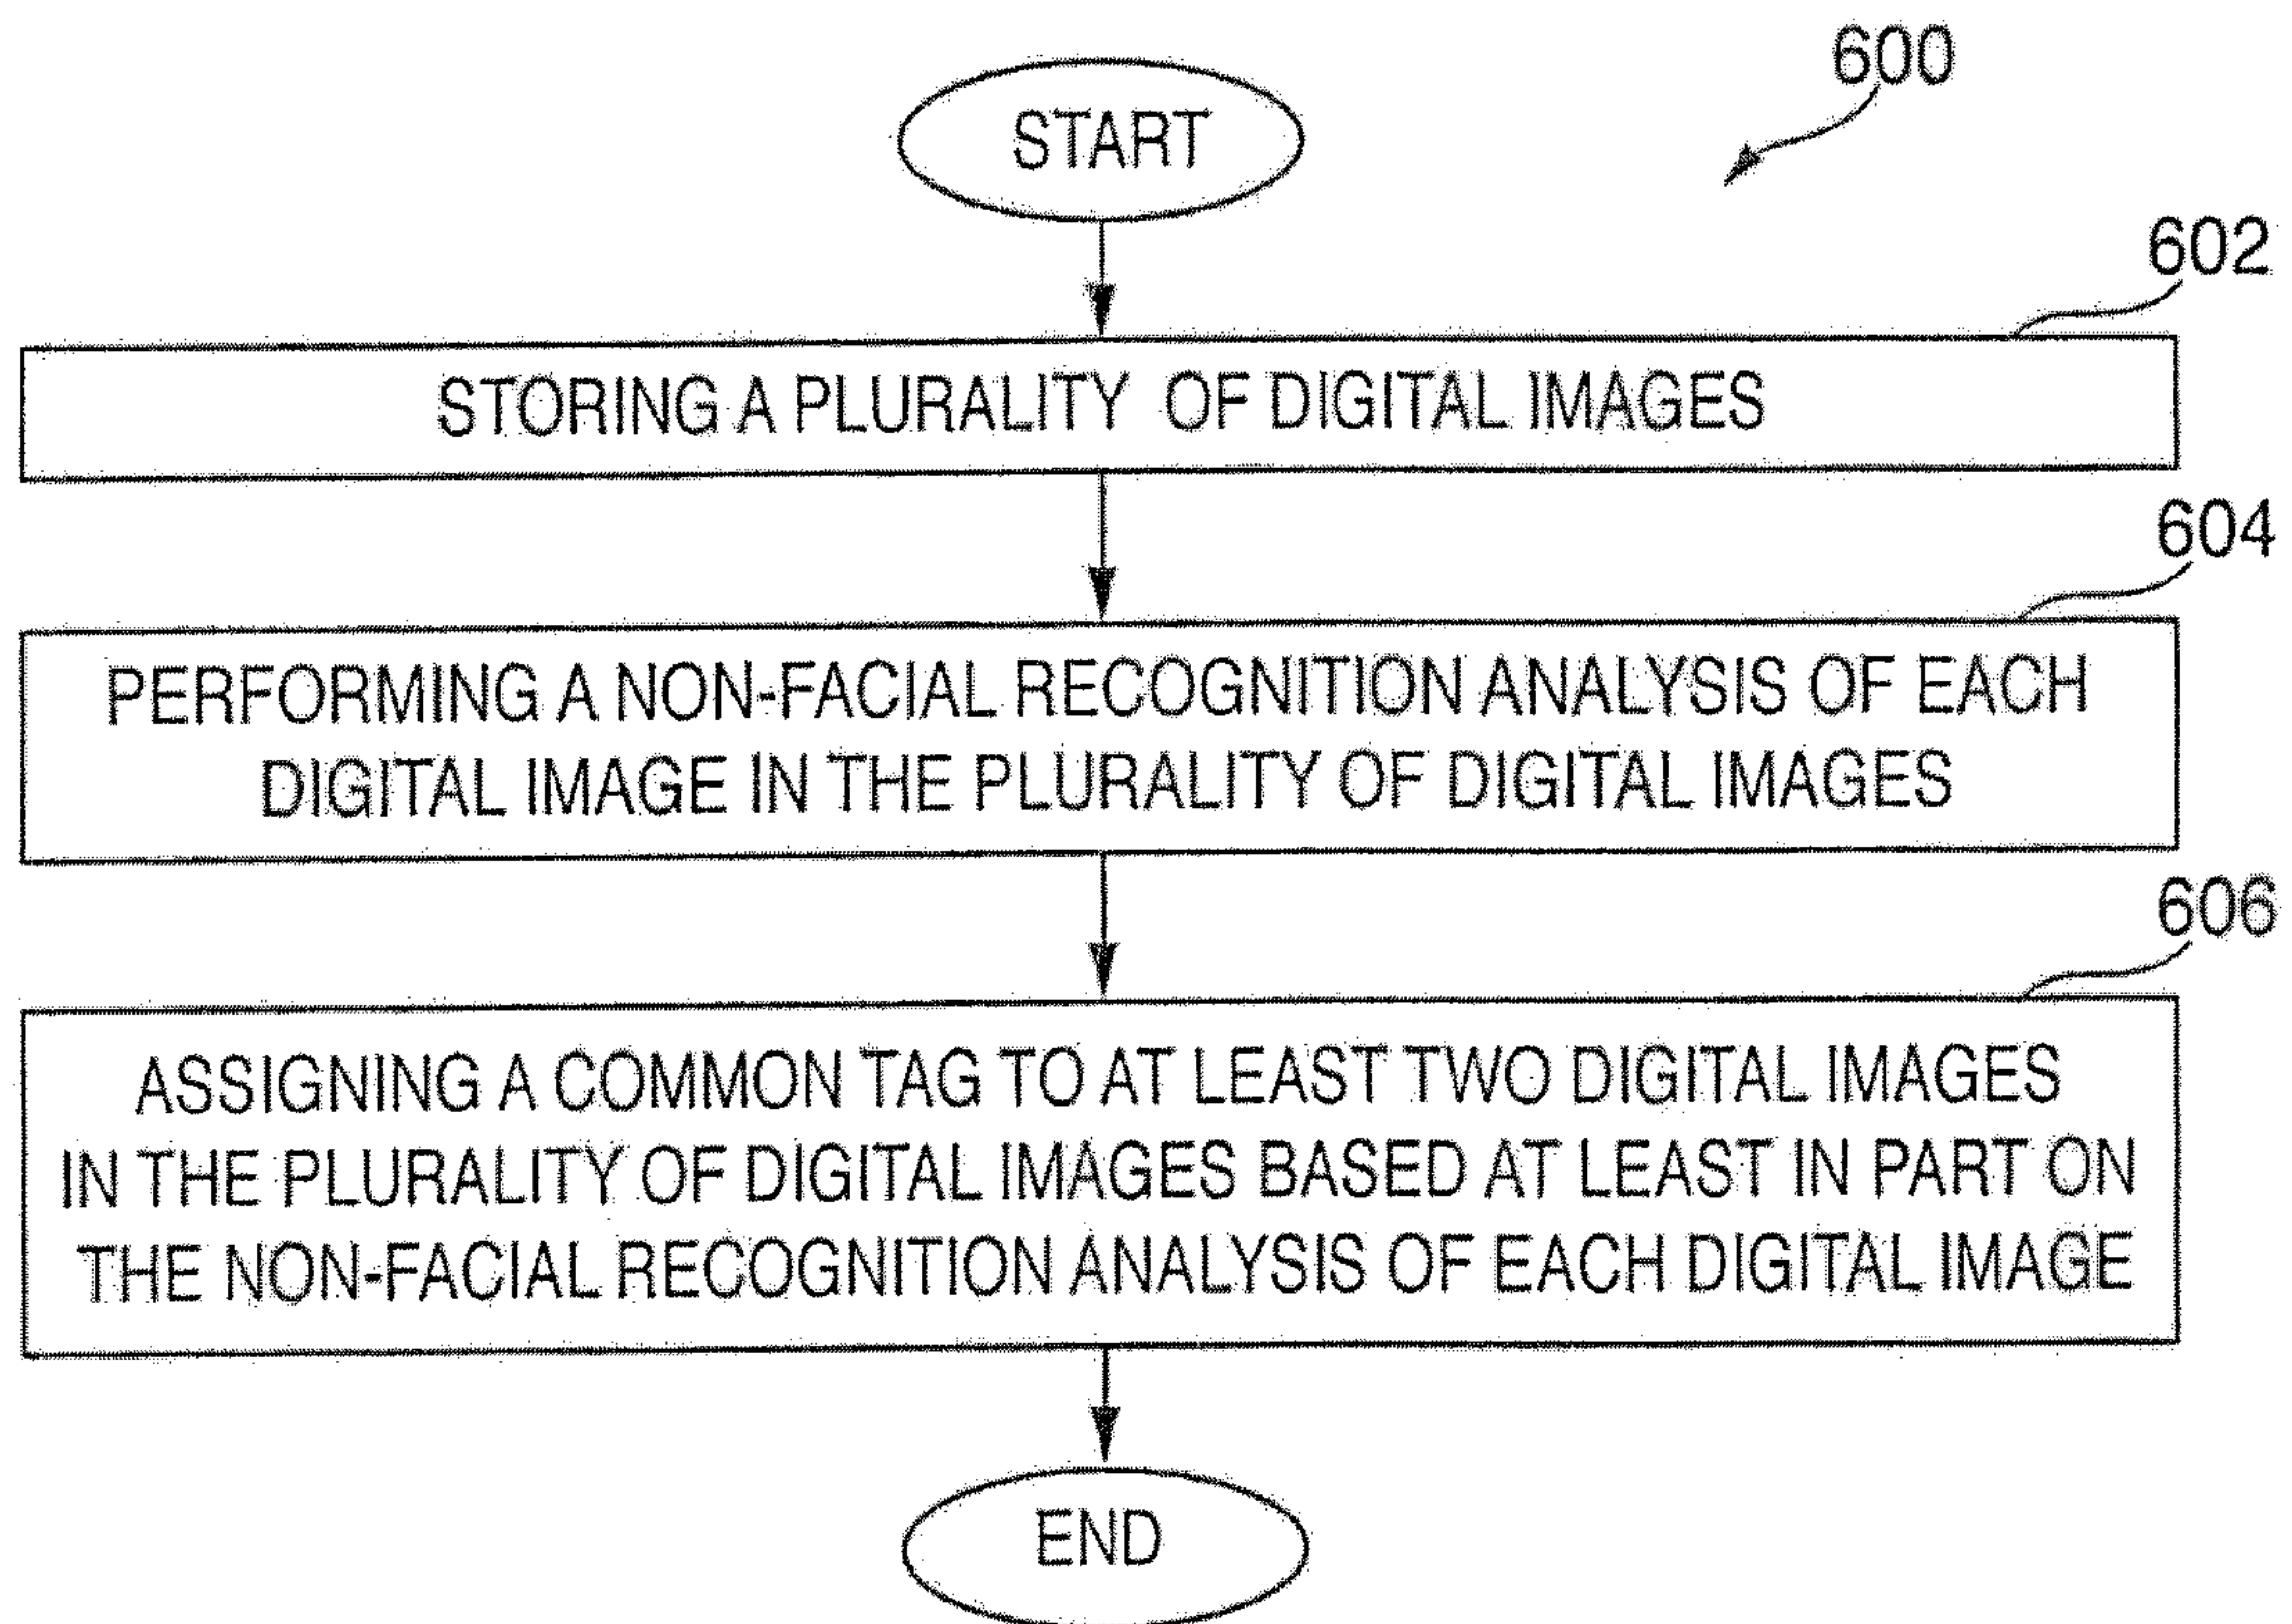 600
START
602
STORING A PLURALITY OF DIGITAL IMAGES
604
PERFORMING A NON-FACIAL RECOGNITION ANALYSIS OF EACH
DIGITAL IMAGE IN THE PLURALITY OF DIGITAL IMAGES
606
ASSIGNING A COMMON TAG TO AT LEAST TWO DIGITAL IMAGES
IN THE PLURALITY OF DIGITAL IMAGES BASED AT LEAST IN PART ON
THE NON-FACIAL RECOGNITION ANALYSIS OF EACH DIGITAL IMAGE
END